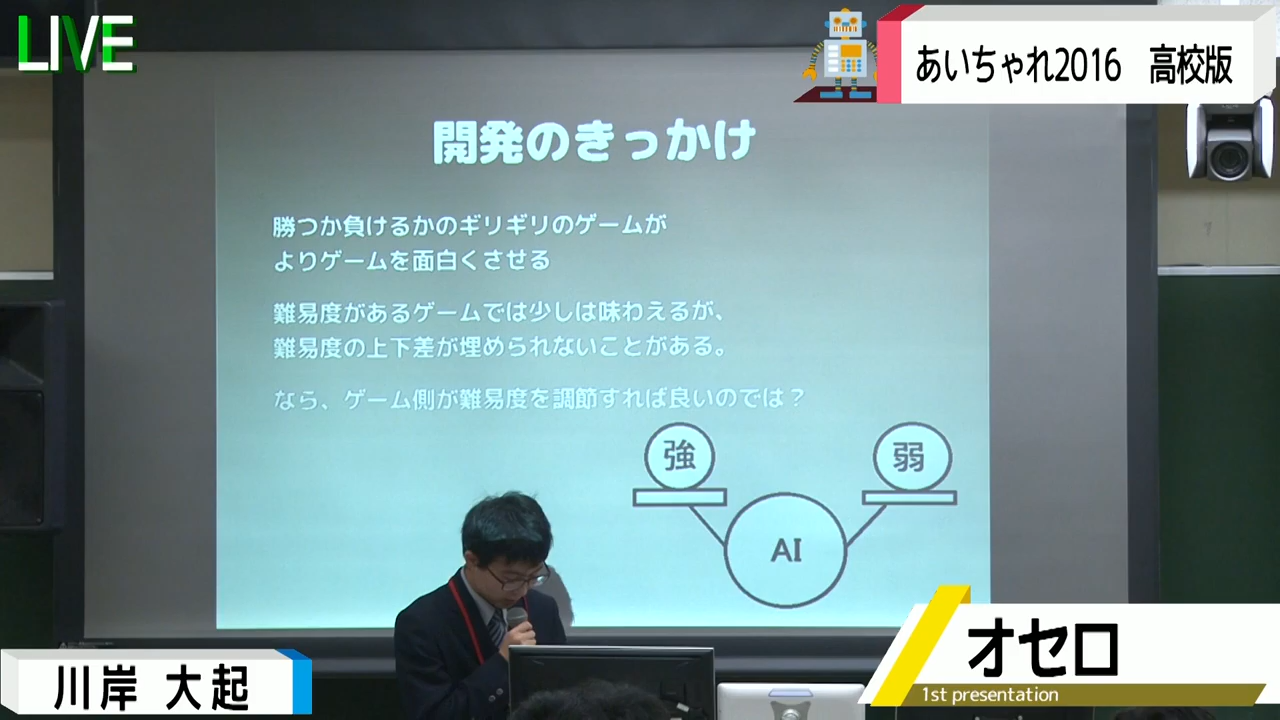 LIVE
あいちゃれ2016 高校版
開発のきっかけ
勝つか負けるかのギリギリのゲームが
よりゲームを面白くさせる
難易度があるゲームでは少しは味わえるが、
難易度の上下差が埋められないことがある。
なら、ゲーム側が難易度を調節すれば良いのでは？
強
弱
AI
オセロ
1st presentation
川岸 大起